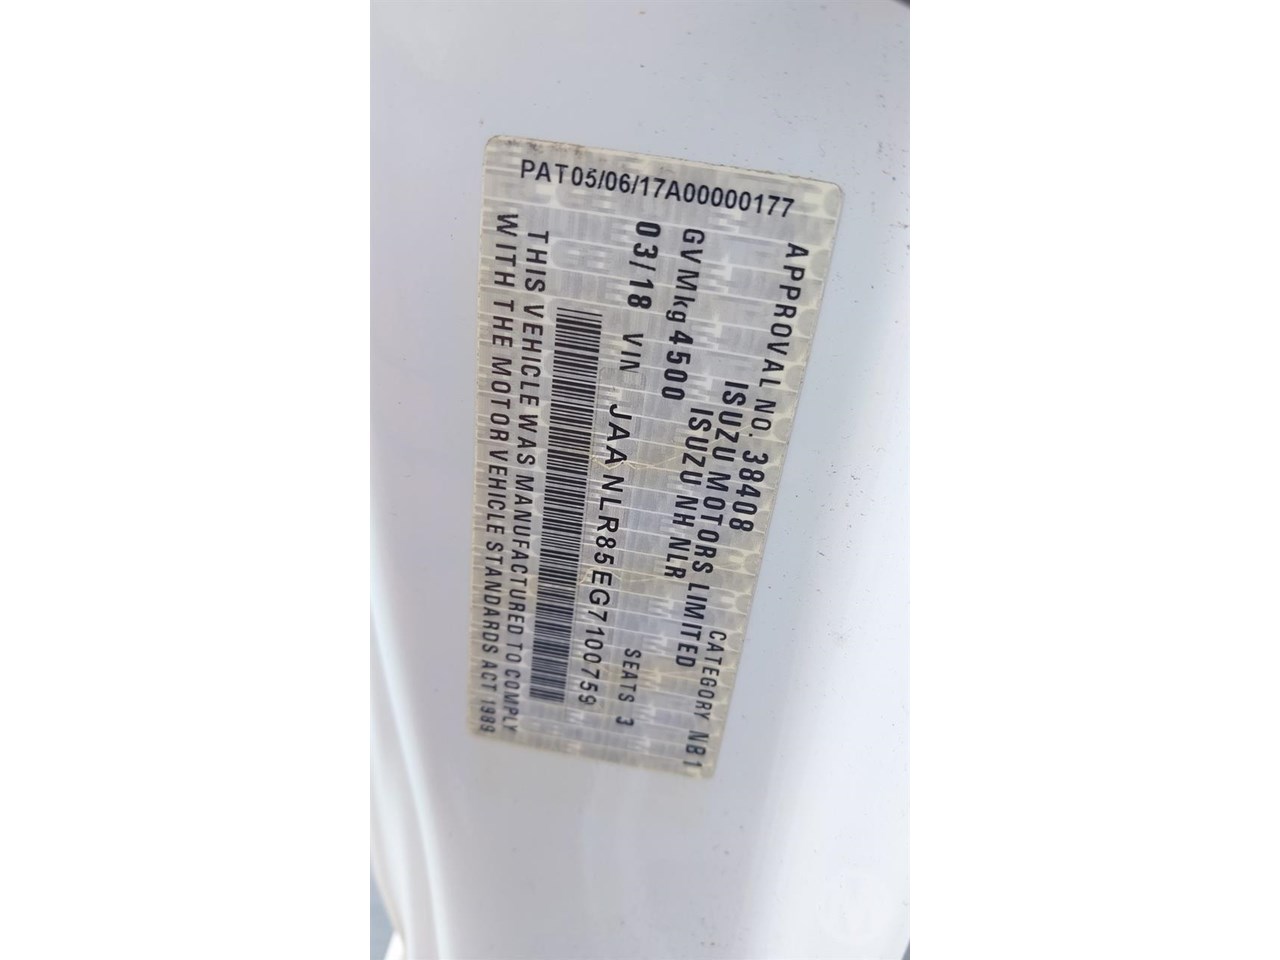 PAT05/06/17A00000177
APPROVAL NO. 38408 CATEGORY NB1
ISUZU MOTORS LIMITED
ISUZU NH NLR
GVMkg 4500 SEATS 3
03/18 VIN JAANLR85EG7100759
THIS VEHICLE WAS MANUFACTURED TO COMPLY
WITH THE MOTOR VEHICLE STANDARDS ACT 1989